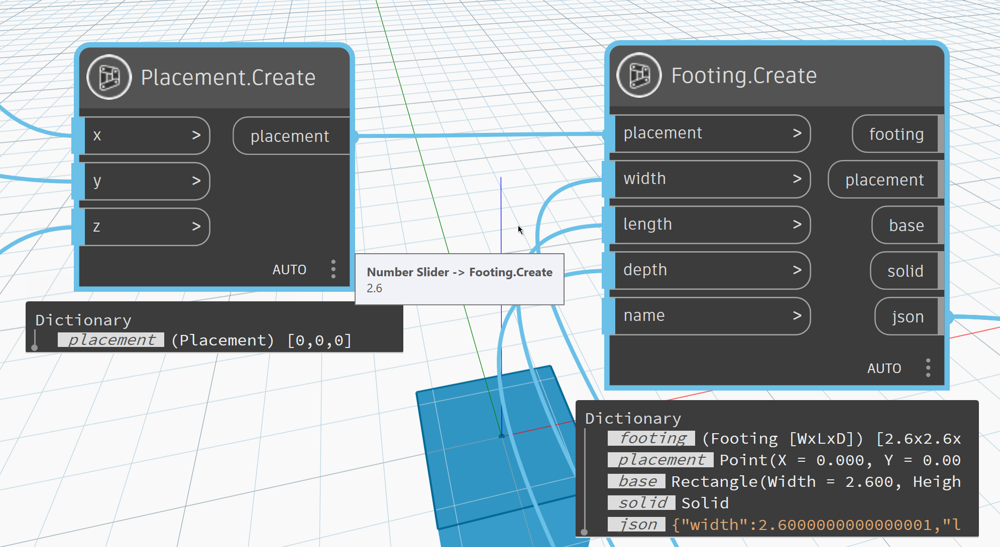 Placement.Create
x >
placement
y >
z >
AUTO
Dictionary
placement (Placement) [0,0,0]
Number Slider -> Footing.Create
2.6
Footing.Create
placement >
footing
width >
placement
length >
base
depth >
solid
name >
json
AUTO
Dictionary
footing (Footing [WxLxD]) [2.6x2.6x
placement Point(X = 0.000, Y = 0.00
base Rectangle(Width = 2.600, Heigh
solid Solid
json {"width":2.6000000000000001,"l